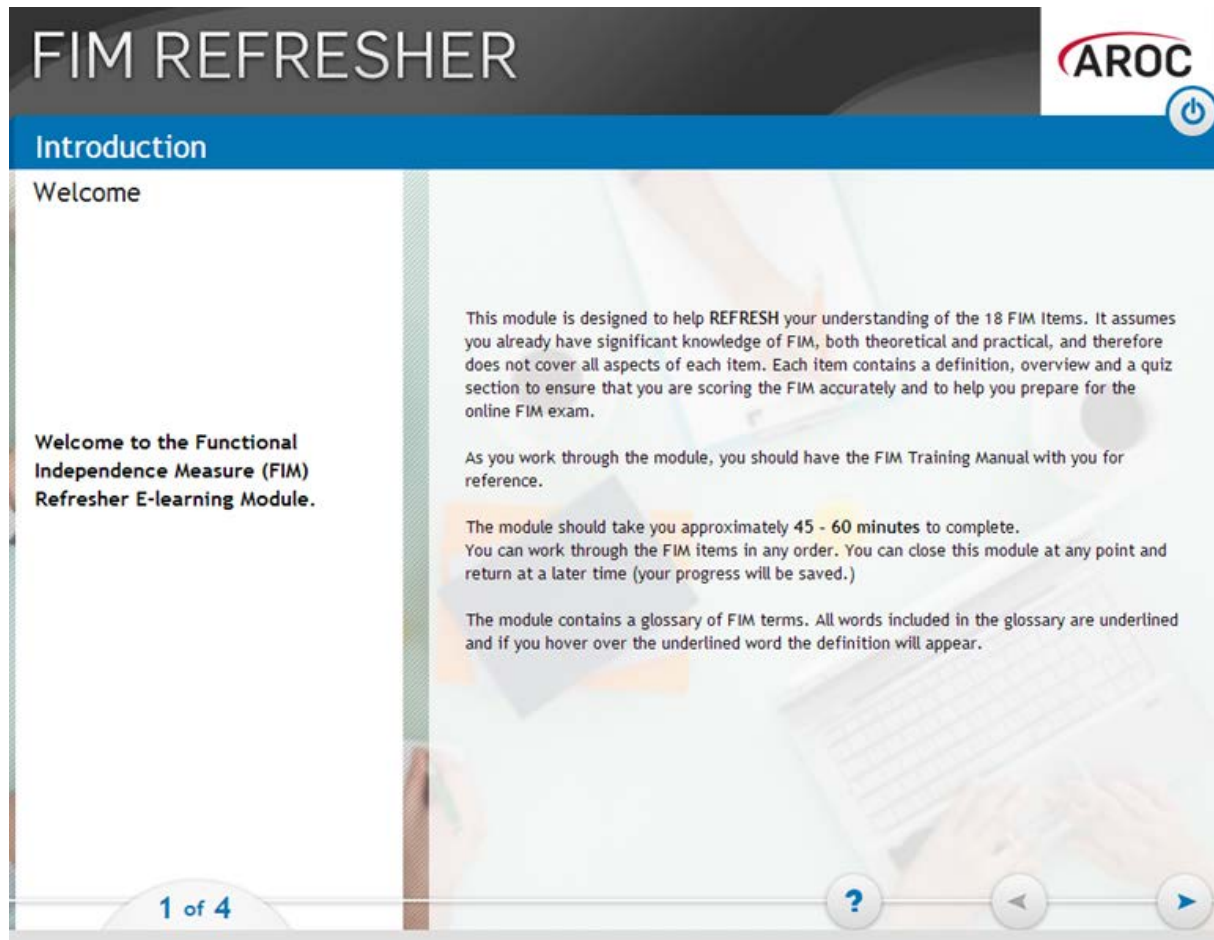 FIM REFRESHER
AROC
Introduction
Welcome
Welcome to the Functional
Independence Measure (FIM)
Refresher E-learning Module.
This module is designed to help REFRESH your understanding of the 18 FIM Items. It assumes
you already have significant knowledge of FIM, both theoretical and practical, and therefore
does not cover all aspects of each item. Each item contains a definition, overview and a quiz
section to ensure that you are scoring the FIM accurately and to help you prepare for the
online FIM exam.
As you work through the module, you should have the FIM Training Manual with you for
reference.
The module should take you approximately 45 - 60 minutes to complete.
You can work through the FIM items in any order. You can close this module at any point and
return at a later time (your progress will be saved.)
The module contains a glossary of FIM terms. All words included in the glossary are underlined
and if you hover over the underlined word the definition will appear.
1 of 4
?